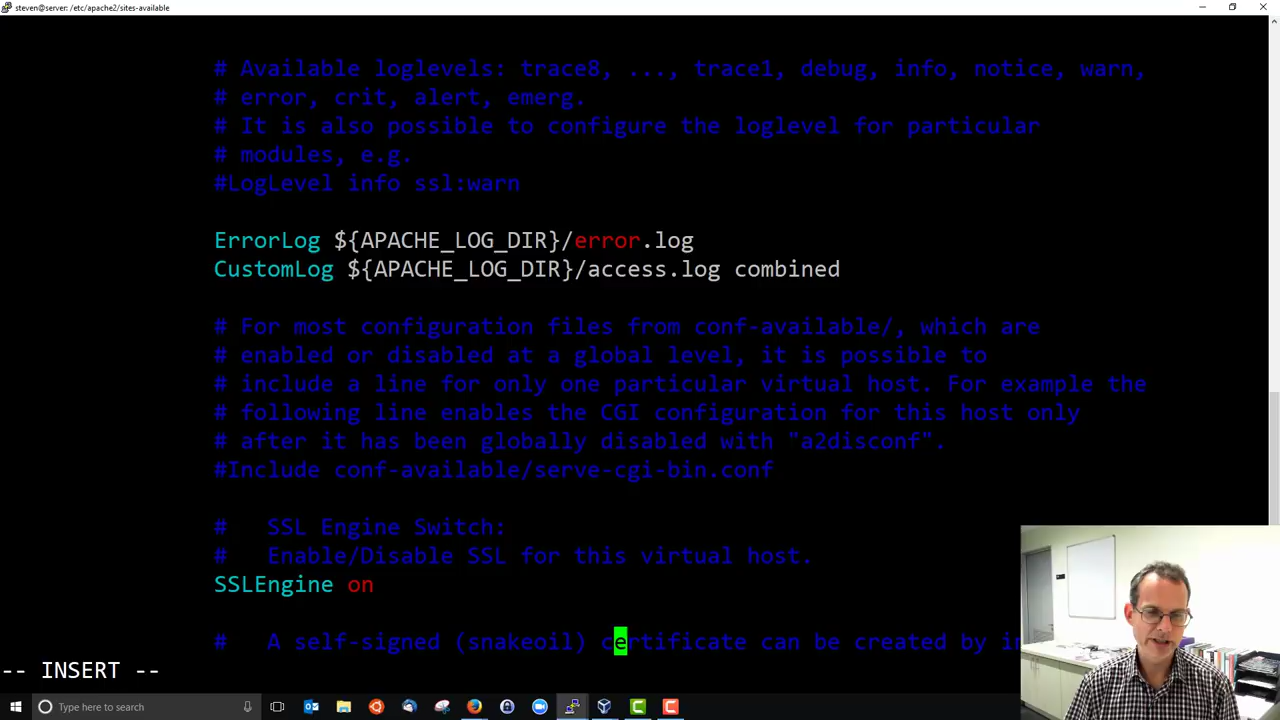 steven@server: /etc/apache2/sites-available
# Available loglevels: trace8, ..., trace1, debug, info, notice, warn,
# error, crit, alert, emerg.
# It is also possible to configure the loglevel for particular
# modules, e.g.
#LogLevel info ssl:warn
ErrorLog ${APACHE_LOG_DIR}/error.log
CustomLog ${APACHE_LOG_DIR}/access.log combined
# For most configuration files from conf-available/, which are
# enabled or disabled at a global level, it is possible to
# include a line for only one particular virtual host. For example the
# following line enables the CGI configuration for this host only
# after it has been globally disabled with "a2disconf".
#Include conf-available/serve-cgi-bin.conf
# SSL Engine Switch:
# Enable/Disable SSL for this virtual host.
SSLEngine on
# A self-signed (snakeoil) certificate can be created by
-- INSERT --
Type here to search